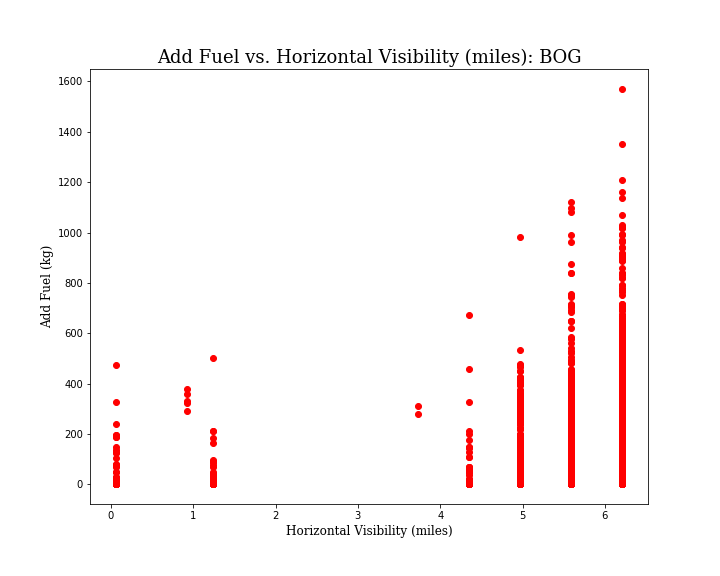 Add Fuel vs. Horizontal Visibility (miles): BOG
1600
1400
1200
1000
800
600
400
200
0
Add Fuel (kg)
0 1 2 3 4 5 6
Horizontal Visibility (miles)